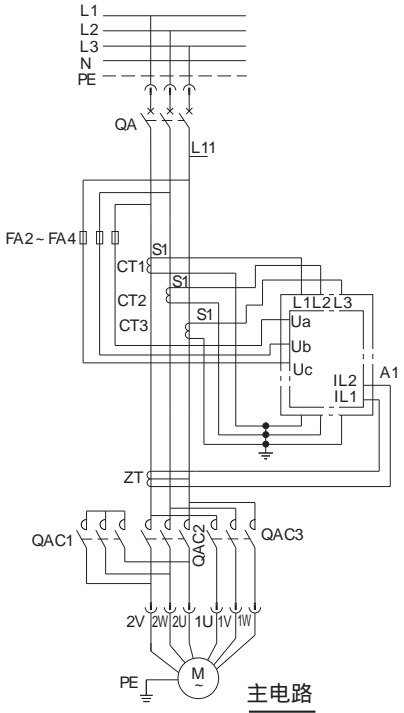 L1
L2
L3
N
PE
QA
L11
FA2~FA4
S1
CT1
S1
CT2
S1
CT3
L1 L2 L3
Ua
Ub
Uc
A1
IL2
IL1
ZT
QAC1
QAC2
QAC3
2V 2W 2U 1U 1V 1W
M
~
PE
主电路